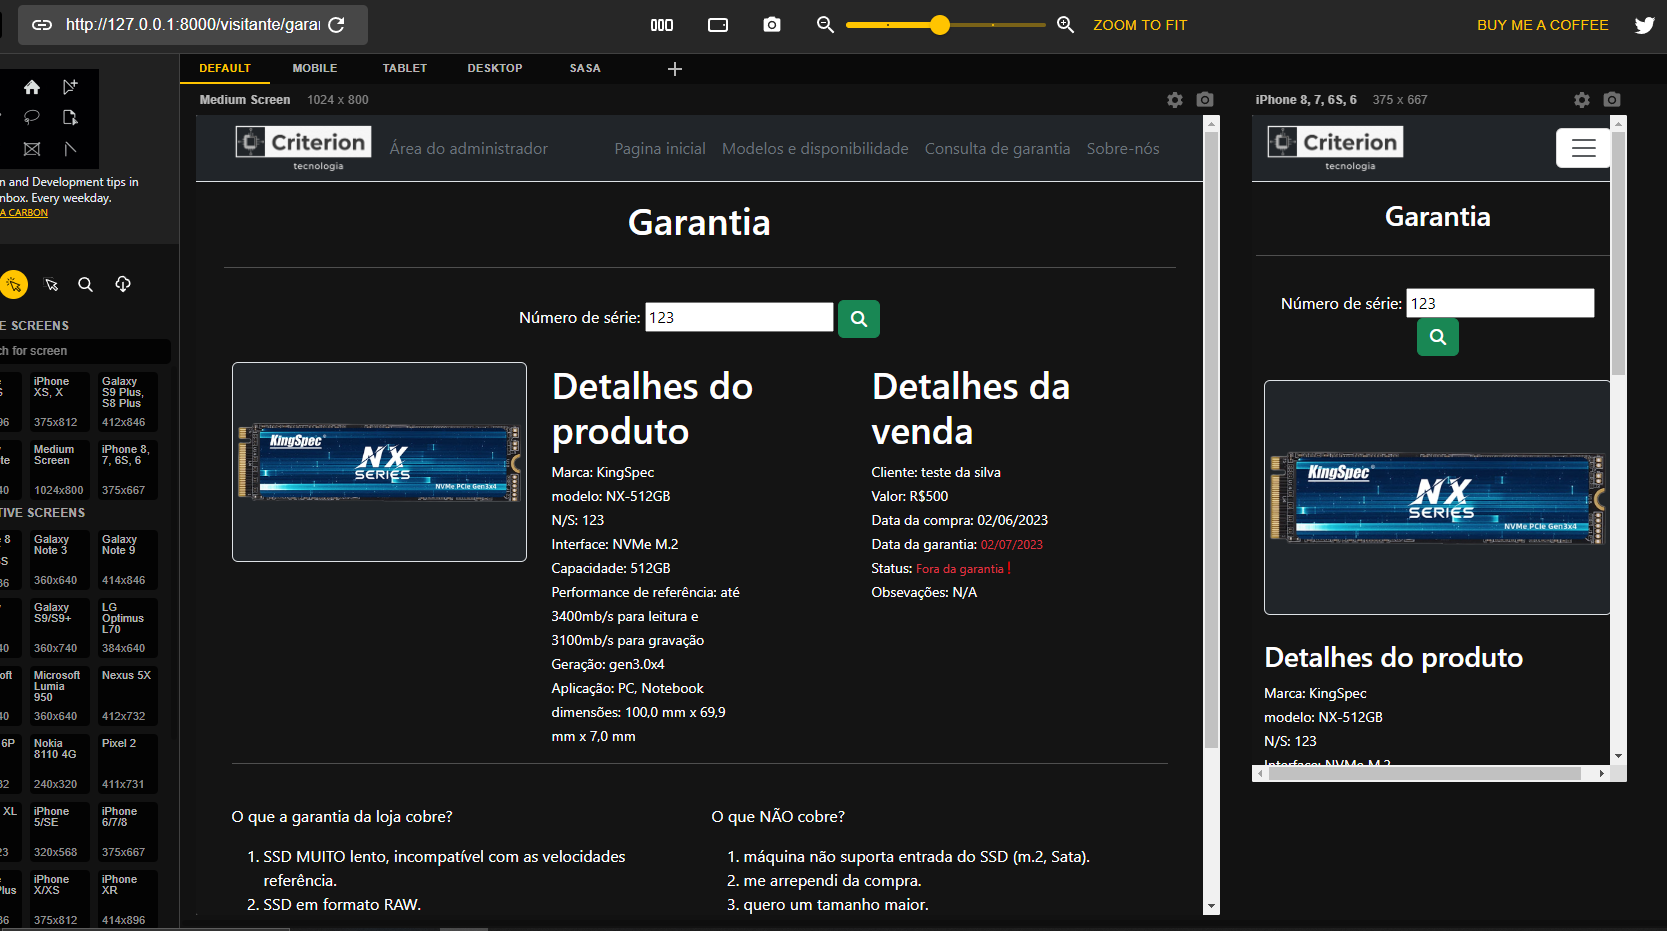 http://127.0.0.1:8000/visitante/garai
ZOOM TO FIT
BUY ME A COFFEE
n and Development tips in
nbox. Every weekday.
A CARBON
E SCREENS
ch for screen
iPhone
XS, X
375x812
Galaxy
S9 Plus,
S8 Plus
412x846
Medium
Screen
1024x800
iPhone 8,
7, 6S, 6
375x667
TIVE SCREENS
Galaxy
Note 3
360x640
Galaxy
Note 9
414x846
Galaxy
S9/S9+
360x740
LG
Optimus
L70
384x640
oft
Microsoft
Lumia
950
360x640
Nexus 5X
412x732
6P
Nokia
8110 4G
240x320
Pixel 2
411x731
XL
iPhone
5/SE
320x568
iPhone
6/7/8
375x667
Plus
iPhone
X/XS
375x812
iPhone
XR
414x896
DEFAULT
MOBILE
TABLET
DESKTOP
SASA
Medium Screen 1024 x 800
Criterion
tecnologia
Área do administrador
Pagina inicial
Modelos e disponibilidade
Consulta de garantia
Sobre-nós
Garantia
Número de série: 123
KingSpec
NX
SERIES
NVMe PCIe Gen3x4
Detalhes do
produto
Marca: KingSpec
modelo: NX-512GB
N/S: 123
Interface: NVMe M.2
Capacidade: 512GB
Performance de referência: até
3400mb/s para leitura e
3100mb/s para gravação
Geração: gen3.0x4
Aplicação: PC, Notebook
dimensões: 100,0 mm x 69,9
mm x 7,0 mm
Detalhes da
venda
Cliente: teste da silva
Valor: R$500
Data da compra: 02/06/2023
Data da garantia: 02/07/2023
Status: Fora da garantia !
Obsevações: N/A
O que a garantia da loja cobre?
1. SSD MUITO lento, incompatível com as velocidades
referência.
2. SSD em formato RAW.
O que NÃO cobre?
1. máquina não suporta entrada do SSD (m.2, Sata).
2. me arrependi da compra.
3. quero um tamanho maior.
iPhone 8, 7, 6S, 6 375 x 667
Criterion
tecnologia
Garantia
Número de série: 123
KingSpec
NX
SERIES
NVMe PCIe Gen3x4
Detalhes do produto
Marca: KingSpec
modelo: NX-512GB
N/S: 123
Interface: NVMe M.2